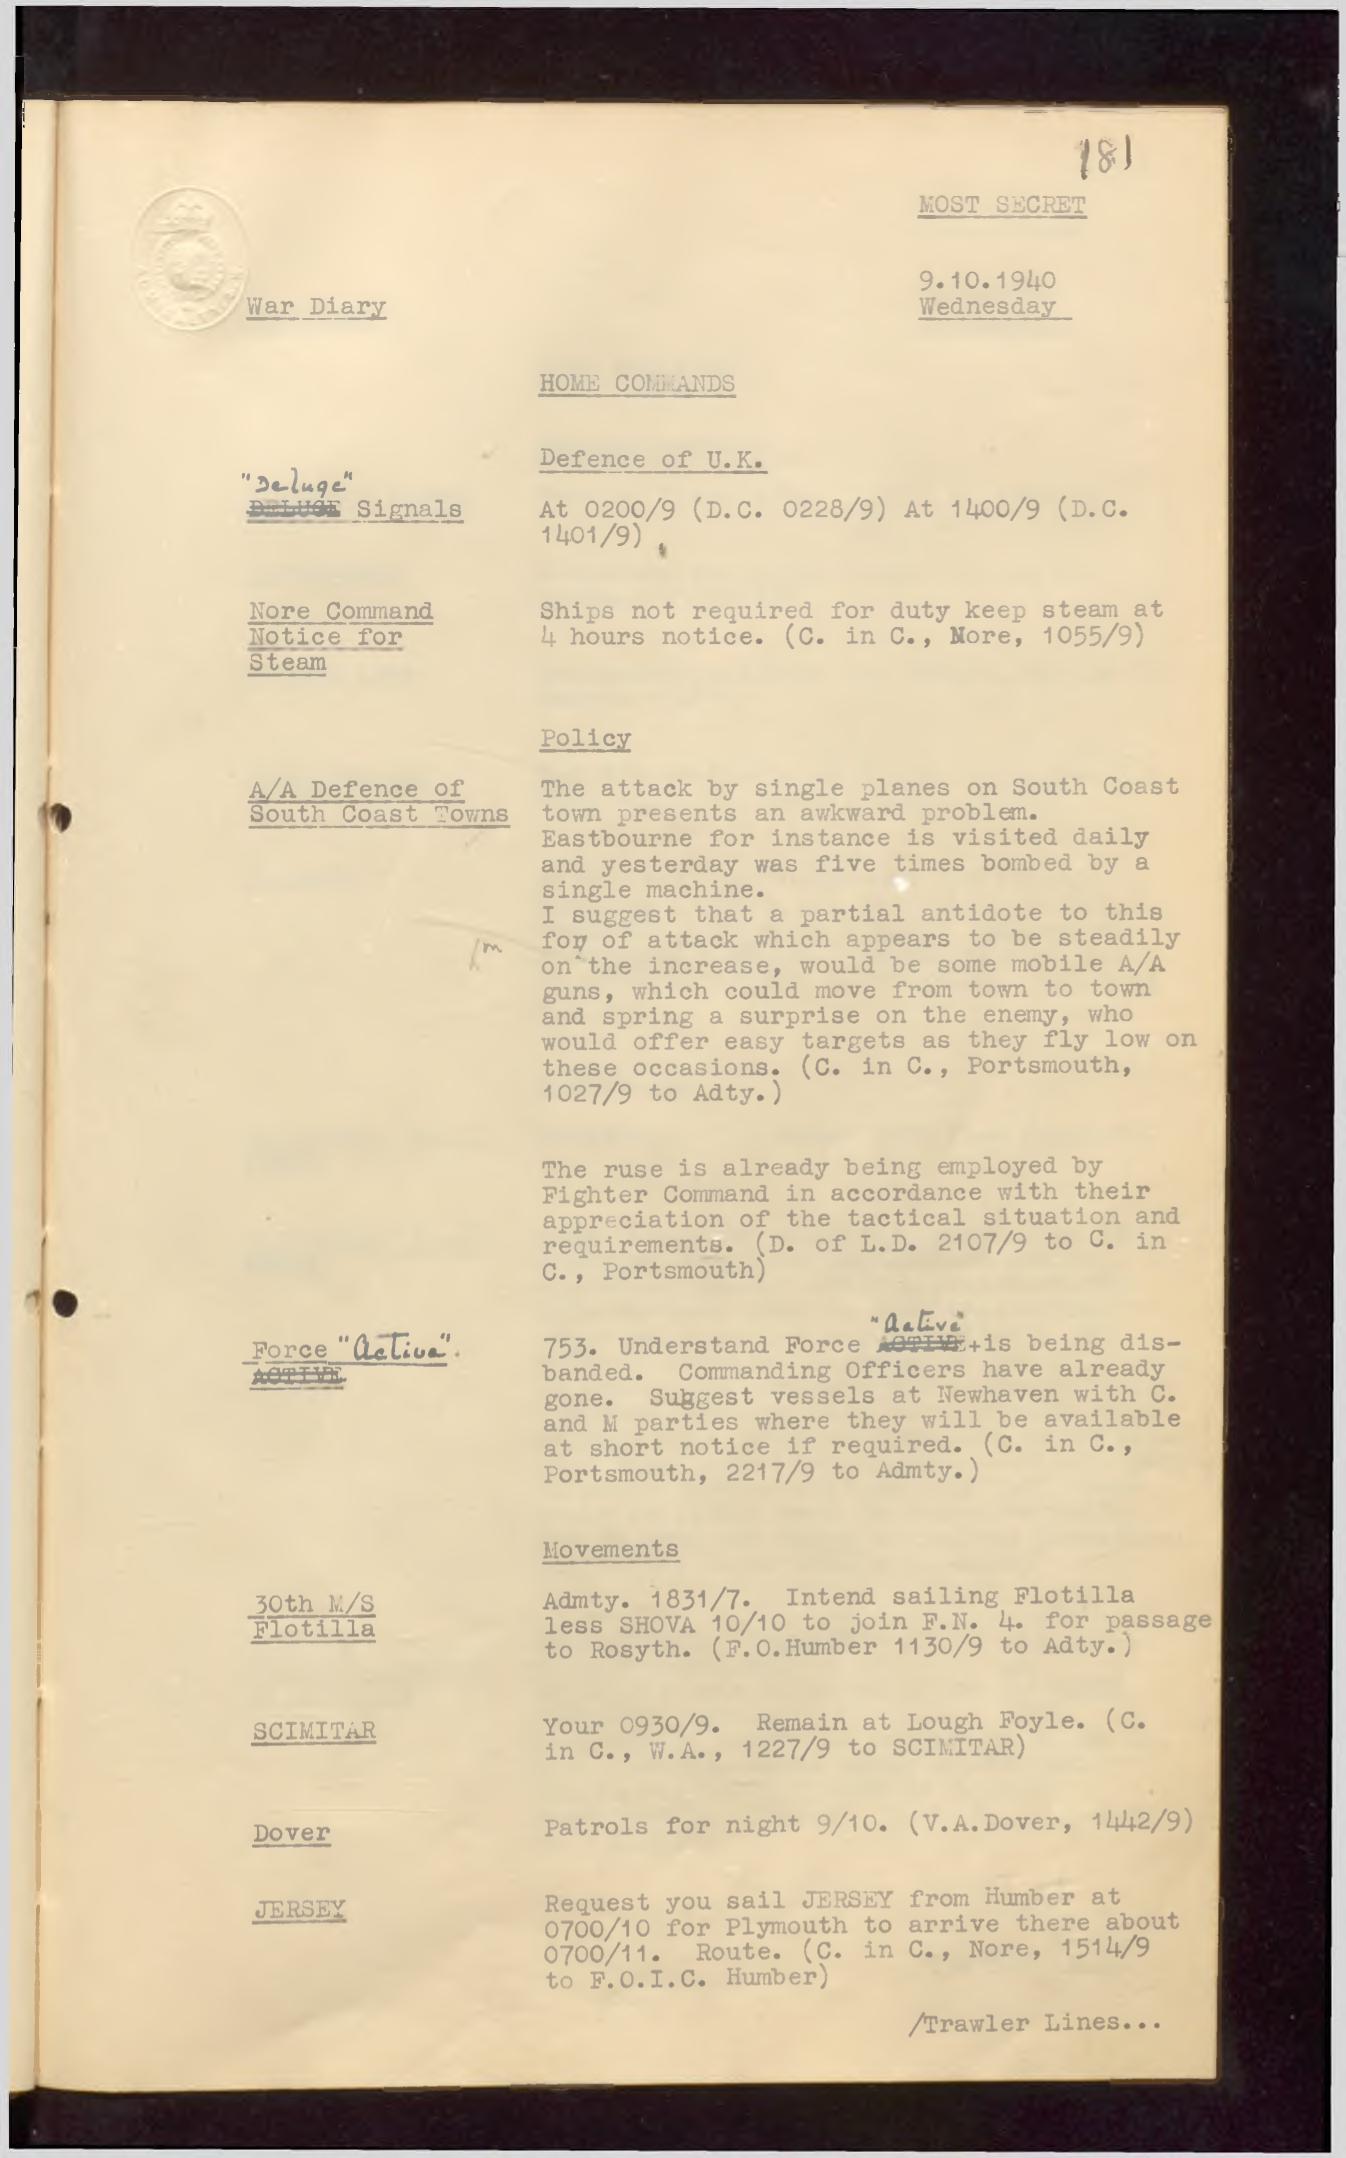 181
MOST SECRET
9.10.1940
War Diary
Wednesday
HOME COMMANDS
Defence of U.K.
"Deluge"
DELUGE Signals
At 0200/9 (D.C. 0228/9) At 1400/9 (D.C.
1401/9)
Nore Command
Notice for
Steam
Ships not required for duty keep steam at
4 hours notice. (C. in C., Nore, 1055/9)
Policy
A/A Defence of
South Coast Towns
The attack by single planes on South Coast
town presents an awkward problem.
Eastbourne for instance is visited daily
and yesterday was five times bombed by a
single machine.
I suggest that a partial antidote to this
/m
for of attack which appears to be steadily
on the increase, would be some mobile A/A
guns, which could move from town to town
and spring a surprise on the enemy, who
would offer easy targets as they fly low on
these occasions. (C. in C., Portsmouth,
1027/9 to Adty.)
The ruse is already being employed by
Fighter Command in accordance with their
appreciation of the tactical situation and
requirements. (D. of L.D. 2107/9 to C. in
C., Portsmouth)
Force "Active".
ACTIVE
"Active"
753. Understand Force ACTIVE+is being dis-
banded. Commanding Officers have already
gone. Suggest vessels at Newhaven with C.
and M parties where they will be available
at short notice if required. (C. in C.,
Portsmouth, 2217/9 to Admty.)
Movements
30th M/S
Flotilla
Admty. 1831/7. Intend sailing Flotilla
less SHOVA 10/10 to join F.N. 4. for passage
to Rosyth. (F.O.Humber 1130/9 to Adty.)
SCIMITAR
Your 0930/9. Remain at Lough Foyle. (C.
in C., W.A., 1227/9 to SCIMITAR)
Dover
Patrols for night 9/10. (V.A.Dover, 1442/9)
JERSEY
Request you sail JERSEY from Humber at
0700/10 for Plymouth to arrive there about
0700/11. Route. (C. in C., Nore, 1514/9
to F.O.I.C. Humber)
/Trawler Lines...